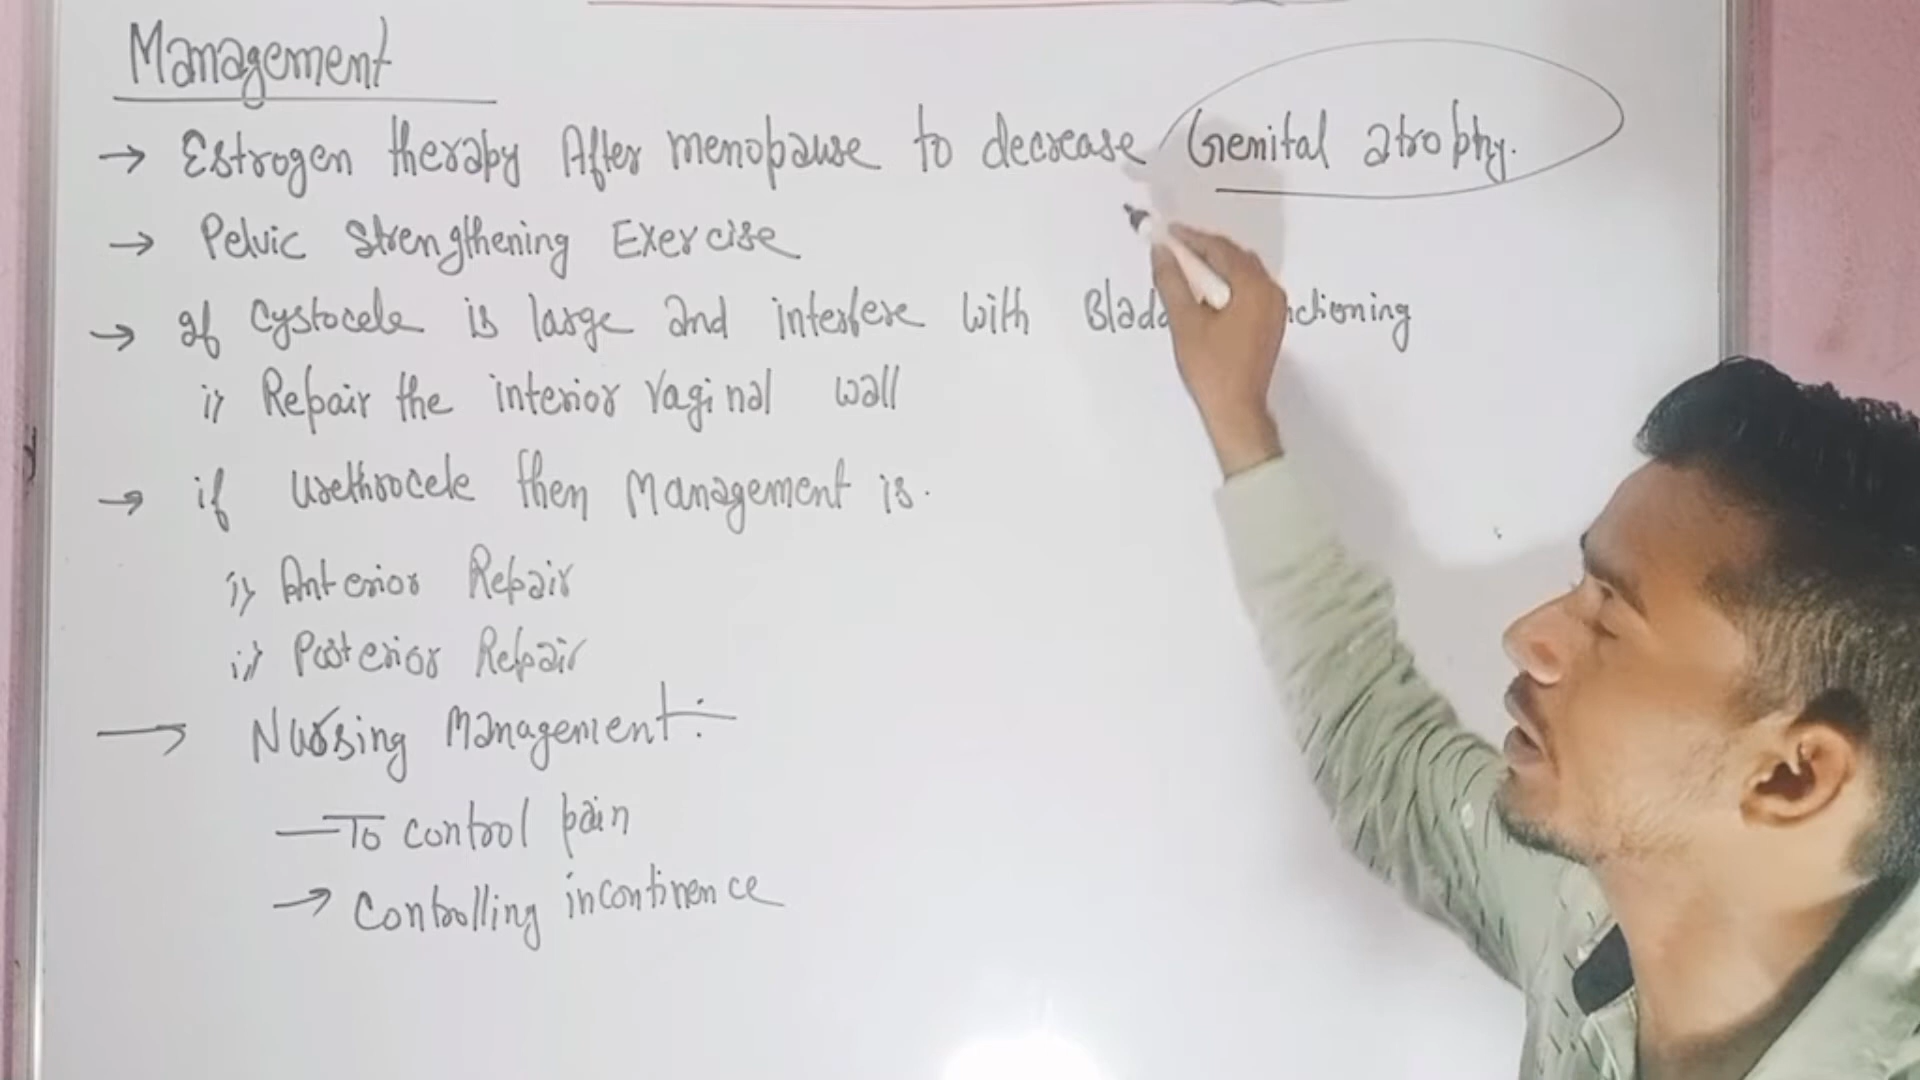 Management
→ Estrogen therapy After menopause to decrease Genital atrophy.
→ Pelvic Strengthening Exercise
→ If Cystocele is large and interfere with Bladd nctioning
i) Repair the interior vaginal wall
→ if Urethrocele then Management is.
i) Anterior Repair
ii) Posterior Repair
→ Nursing Management:-
— To control pain
→ Controlling incontinence